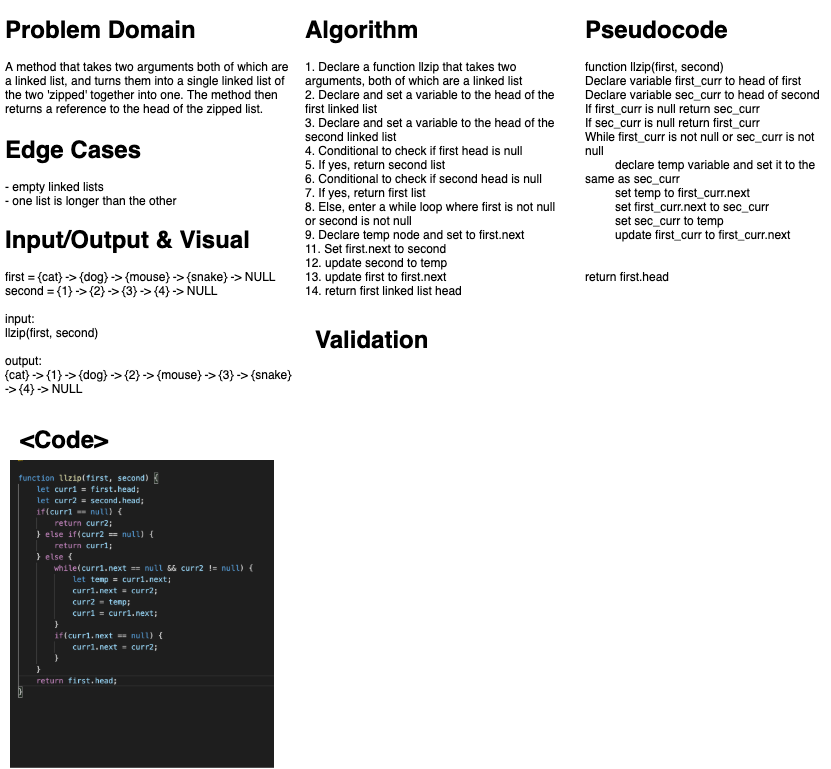 Problem Domain
A method that takes two arguments both of which are
a linked list, and turns them into a single linked list of
the two 'zipped' together into one. The method then
returns a reference to the head of the zipped list.
Edge Cases
- empty linked lists
- one list is longer than the other
Input/Output & Visual
first = {cat} -> {dog} -> {mouse} -> {snake} -> NULL
second = {1} -> {2} -> {3} -> {4} -> NULL
input:
llzip(first, second)
output:
{cat} -> {1} -> {dog} -> {2} -> {mouse} -> {3} -> {snake}
-> {4} -> NULL
<Code>
function llzip(first, second) {
let curr1 = first.head;
let curr2 = second.head;
if(curr1 == null) {
return curr2;
} else if(curr2 == null) {
return curr1;
} else {
while(curr1.next == null && curr2 != null) {
let temp = curr1.next;
curr1.next = curr2;
curr2 = temp;
curr1 = curr1.next;
}
if(curr1.next == null) {
curr1.next = curr2;
}
}
return first.head;
}
Algorithm
1. Declare a function llzip that takes two
arguments, both of which are a linked list
2. Declare and set a variable to the head of the
first linked list
3. Declare and set a variable to the head of the
second linked list
4. Conditional to check if first head is null
5. If yes, return second list
6. Conditional to check if second head is null
7. If yes, return first list
8. Else, enter a while loop where first is not null
or second is not null
9. Declare temp node and set to first.next
11. Set first.next to second
12. update second to temp
13. update first to first.next
14. return first linked list head
Validation
Pseudocode
function llzip(first, second)
Declare variable first_curr to head of first
Declare variable sec_curr to head of second
If first_curr is null return sec_curr
If sec_curr is null return first_curr
While first_curr is not null or sec_curr is not
null
declare temp variable and set it to the
same as sec_curr
set temp to first_curr.next
set first_curr.next to sec_curr
set sec_curr to temp
update first_curr to first_curr.next
return first.head